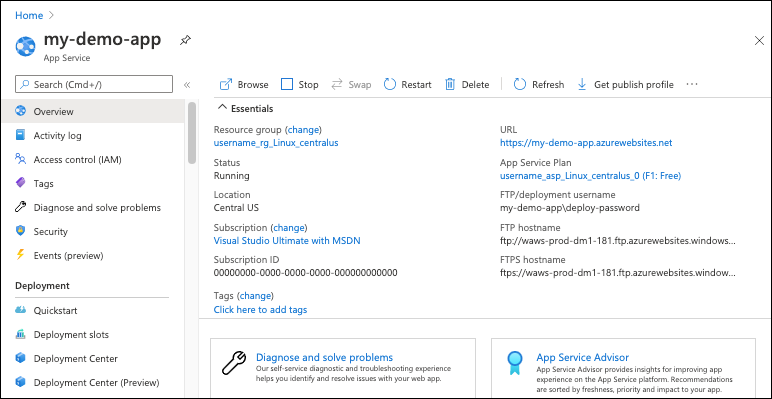 Home
my-demo-app
App Service
Search (Cmd+/)
Browse Stop Swap Restart Delete Refresh Get publish profile ...
Overview
Activity log
Access control (IAM)
Tags
Diagnose and solve problems
Security
Events (preview)
Deployment
Quickstart
Deployment slots
Deployment Center
Deployment Center (Preview)
Essentials
Resource group (change)
username_rg_Linux_centralus
Status
Running
Location
Central US
Subscription (change)
Visual Studio Ultimate with MSDN
Subscription ID
00000000-0000-0000-0000-000000000000
Tags (change)
Click here to add tags
URL
https://my-demo-app.azurewebsites.net
App Service Plan
username_asp_Linux_centralus_0 (F1: Free)
FTP/deployment username
my-demo-app\deploy-password
FTP hostname
ftp://waws-prod-dm1-181.ftp.azurewebsites.window...
FTPS hostname
ftps://waws-prod-dm1-181.ftp.azurewebsites.window...
Diagnose and solve problems
Our self-service diagnostic and troubleshooting experience
helps you identify and resolve issues with your web app.
App Service Advisor
App Service Advisor provides insights for improving app
experience on the App Service platform. Recommendations
are sorted by freshness, priority and impact to your app.